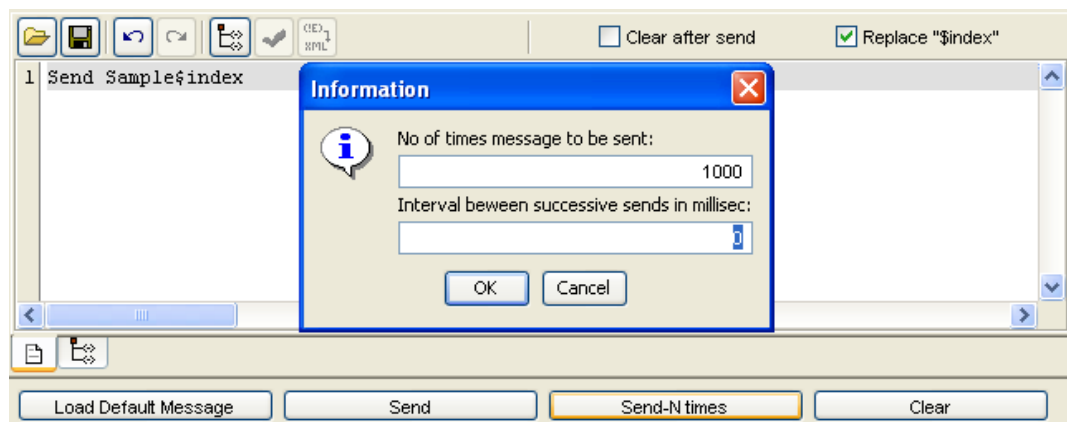 (!E)
XML
Clear after send
Replace "$index"
1 Send Sample$index
Information
No of times message to be sent:
1000
Interval beween successive sends in millisec:
0
OK
Cancel
Load Default Message
Send
Send-N times
Clear